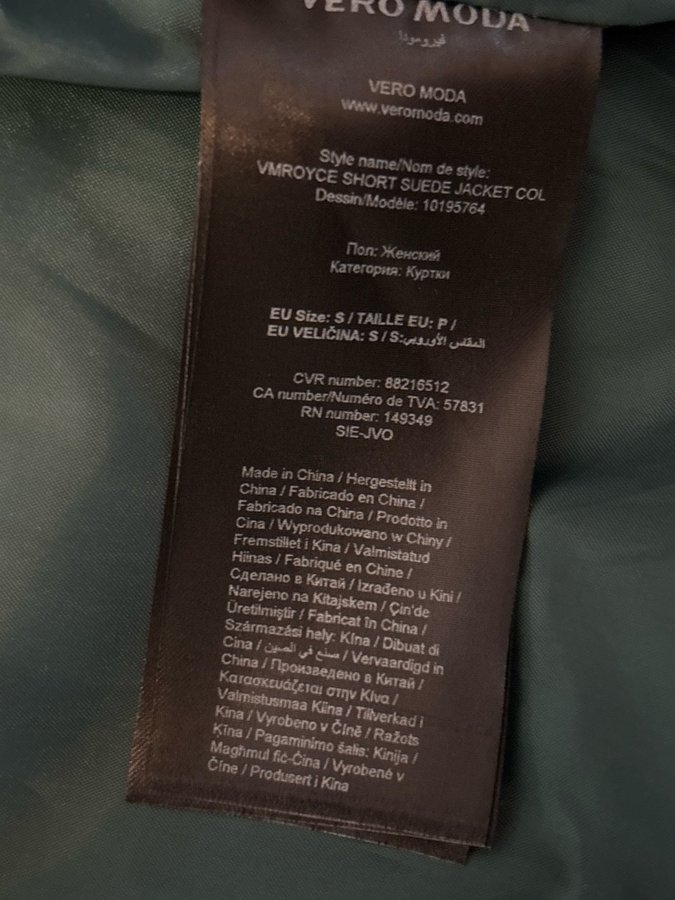 VERO MODA
فيرومودا
VERO MODA
www.veromoda.com
Style name/Nom de style:
VMROYCE SHORT SUEDE JACKET COL
Dessin/Modèle: 10195764
Пол: Женский
Категория: Куртки
EU Size: S / TAILLE EU: P /
EU VELIČINA: S / S:المقاس الأوروبي
CVR number: 88216512
CA number/Numéro de TVA: 57831
RN number: 149349
SIE-JVO
Made in China / Hergestellt in
China / Fabricado en China /
Fabricado na China / Prodotto in
Cina / Wyprodukowano w Chiny /
Fremstillet i Kina / Valmistatud
Hiinas / Fabriqué en Chine /
Сделано в Китай / Izrađeno u Kini /
Narejeno na Kitajskem / Çin'de
Üretilmiştir / Fabricat în China /
Származási hely: Kína / Dibuat di
Cina / صنع في الصين / Vervaardigd in
China / Произведено в Китай /
Κατασκευάζεται στην Κίνα /
Valmistusmaa Kiina / Tillverkad i
Kina / Vyrobeno v Číně / Ražots
Ķīna / Pagaminimo šalis: Kinija /
Magħmul fiċ-Ċina / Vyrobené v
Číne / Produsert i Kina